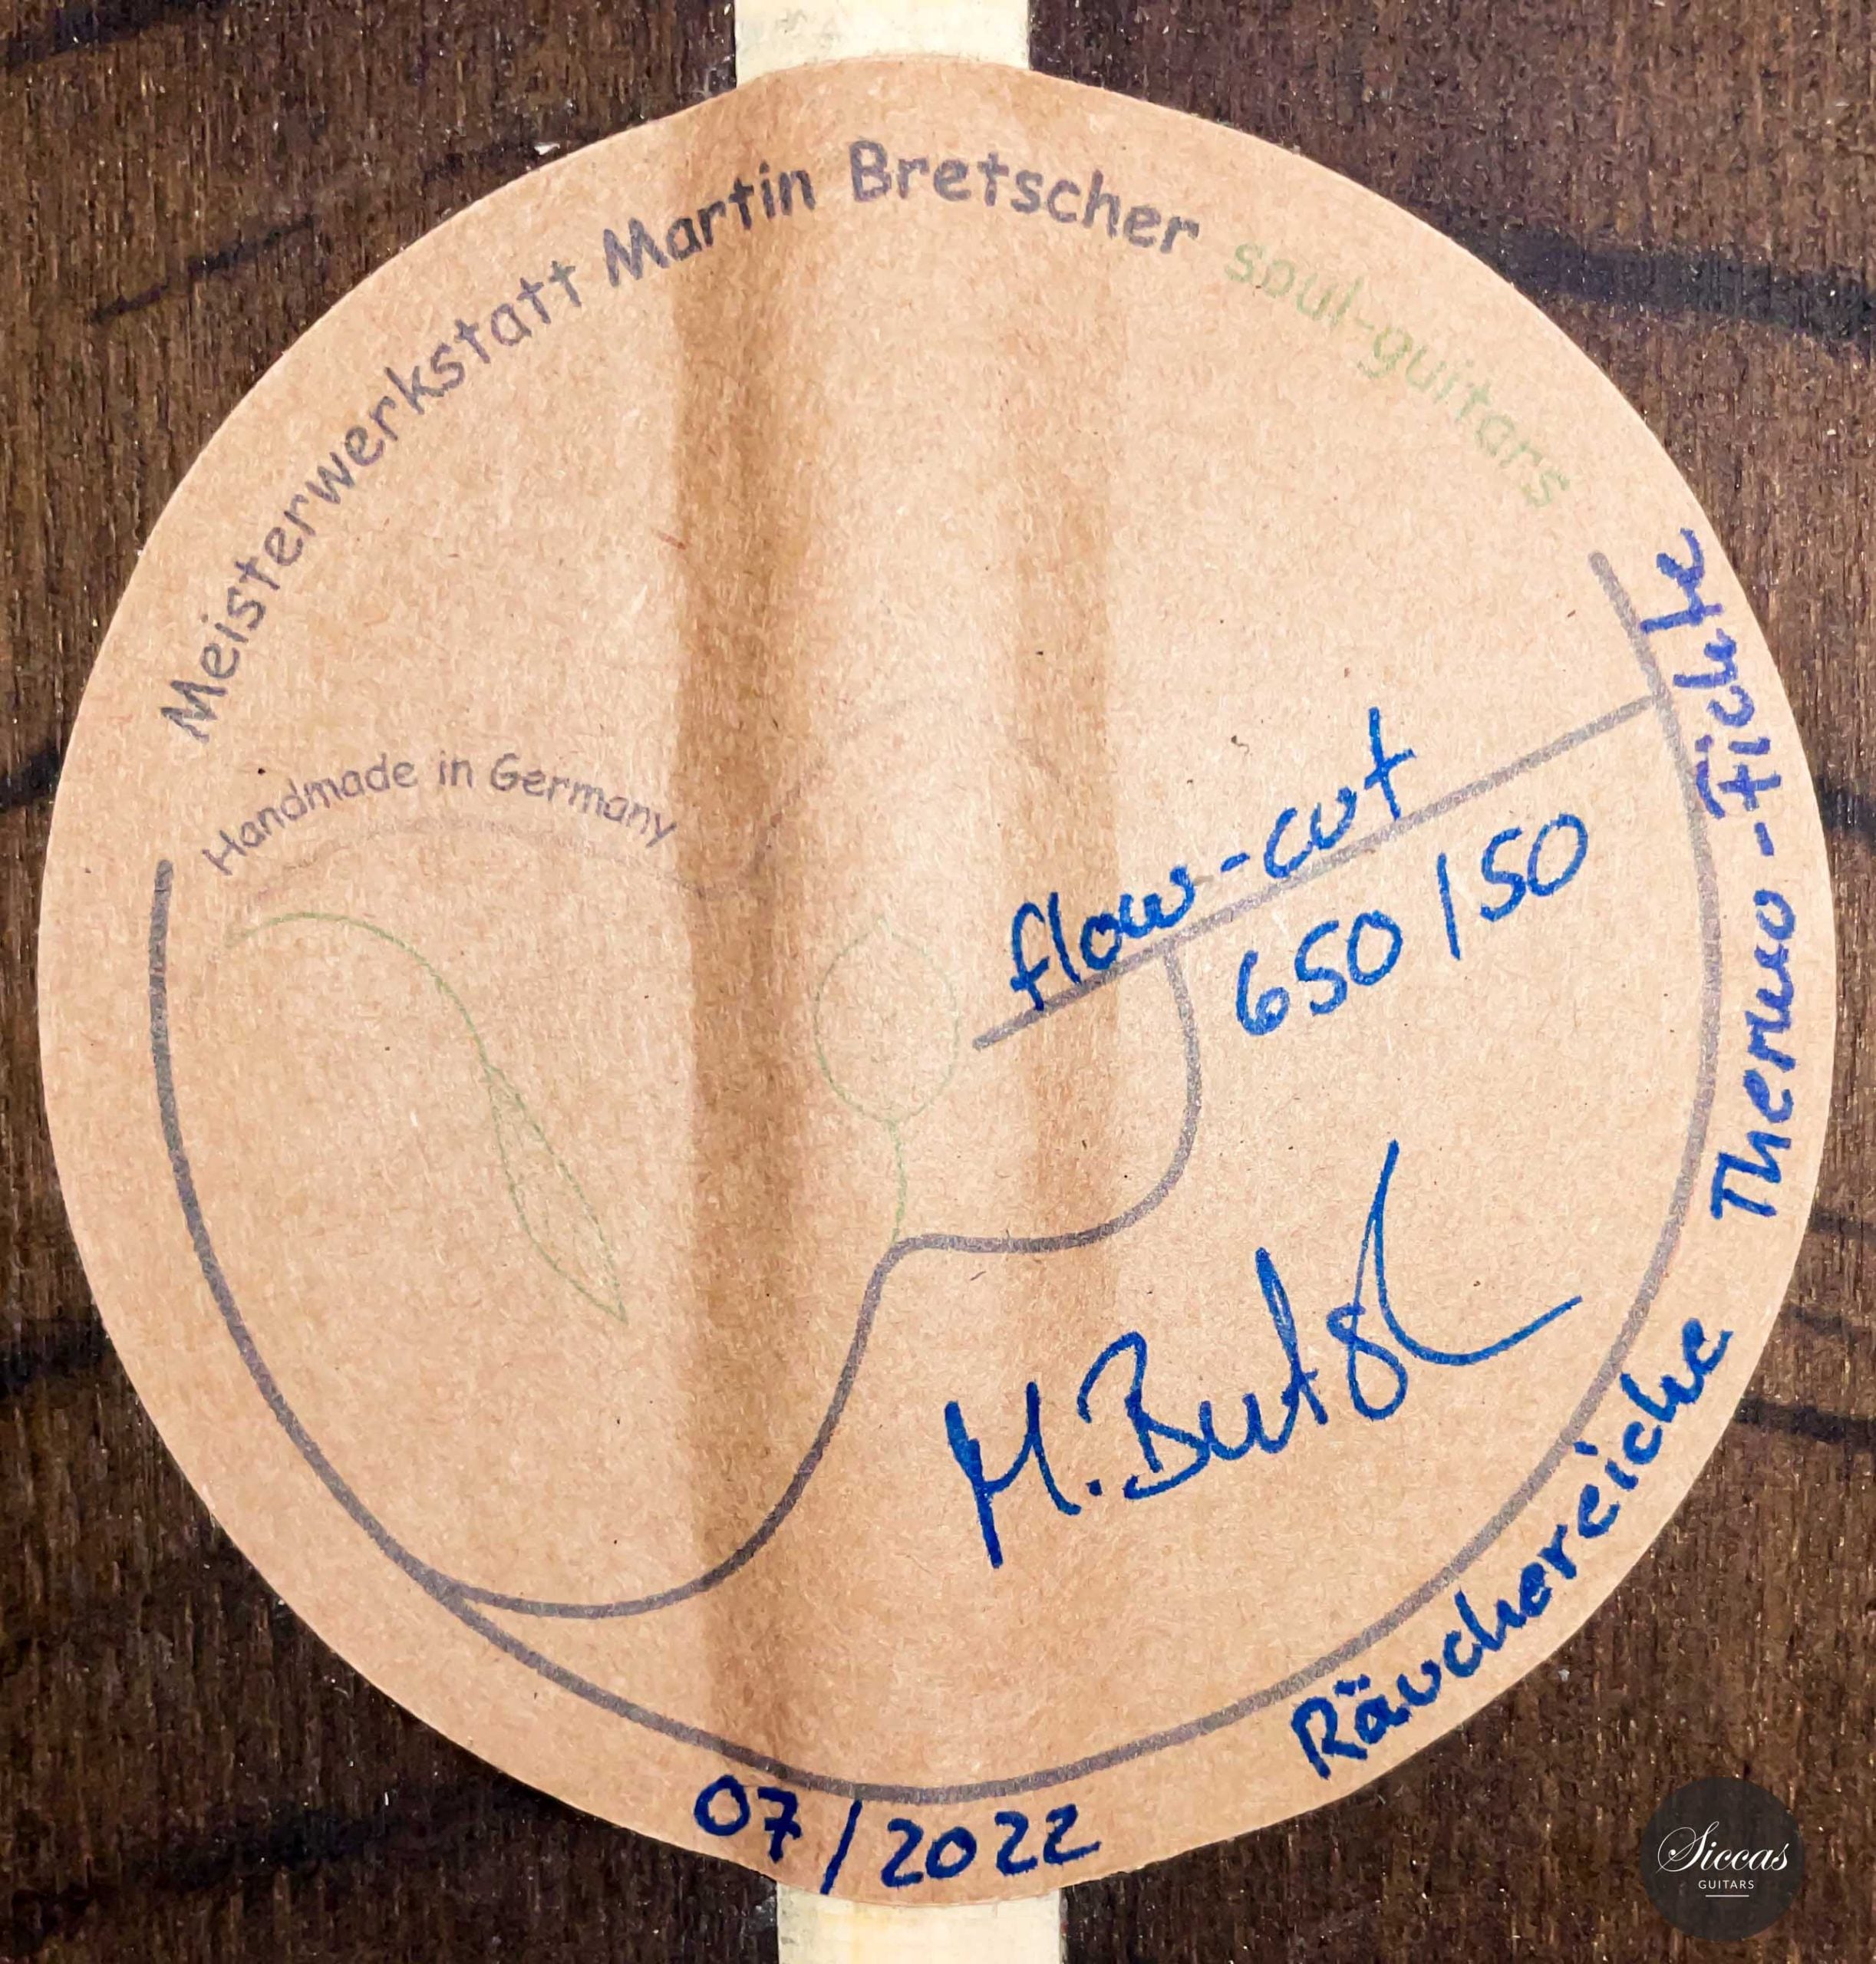 Meisterwerkstatt Martin Bretscher soul-guitars
Handmade in Germany
flow-cut
650/50
Thermo-Fichte
M. Bretsch
Räuchereiche
07/2022
Siccas
GUITARS